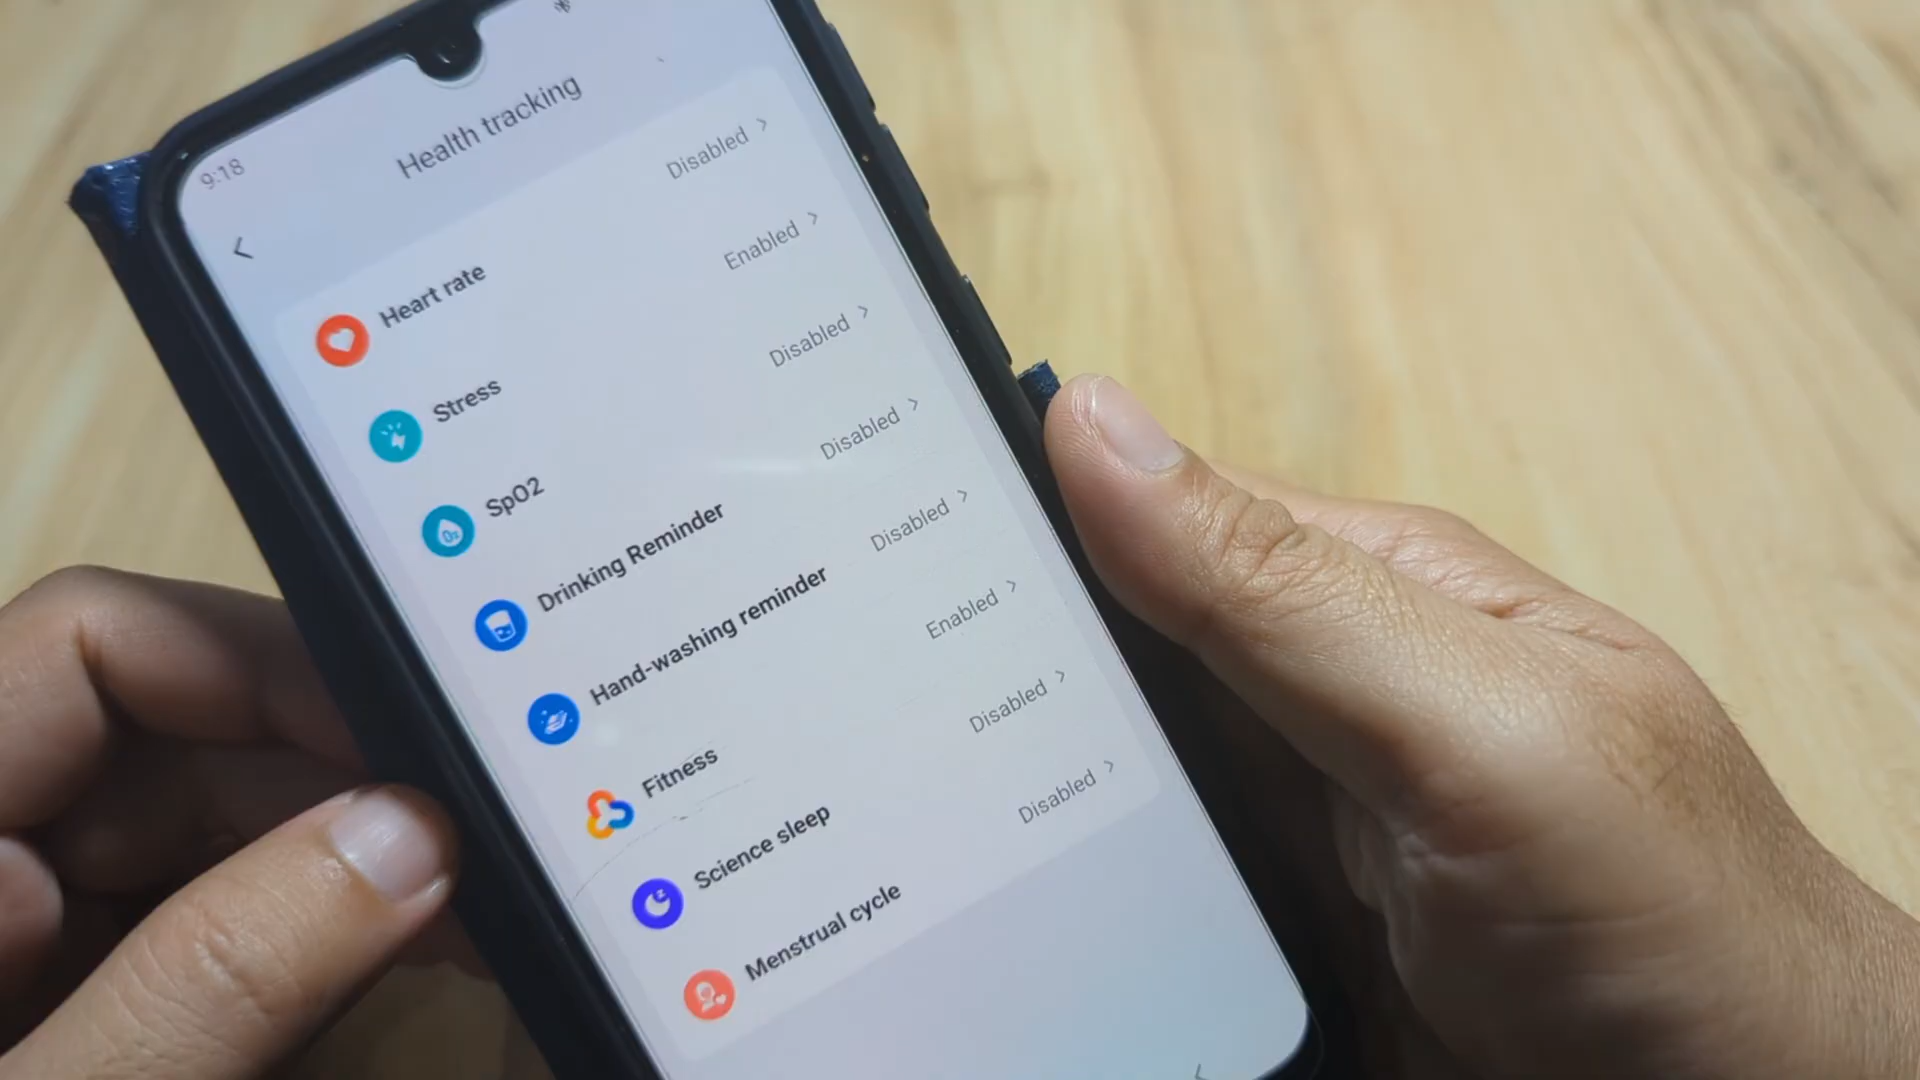 9:18
Health tracking
Heart rate Disabled
Stress Enabled
SpO2 Disabled
Drinking Reminder Disabled
Hand-washing reminder Disabled
Fitness Enabled
Science sleep Disabled
Menstrual cycle Disabled